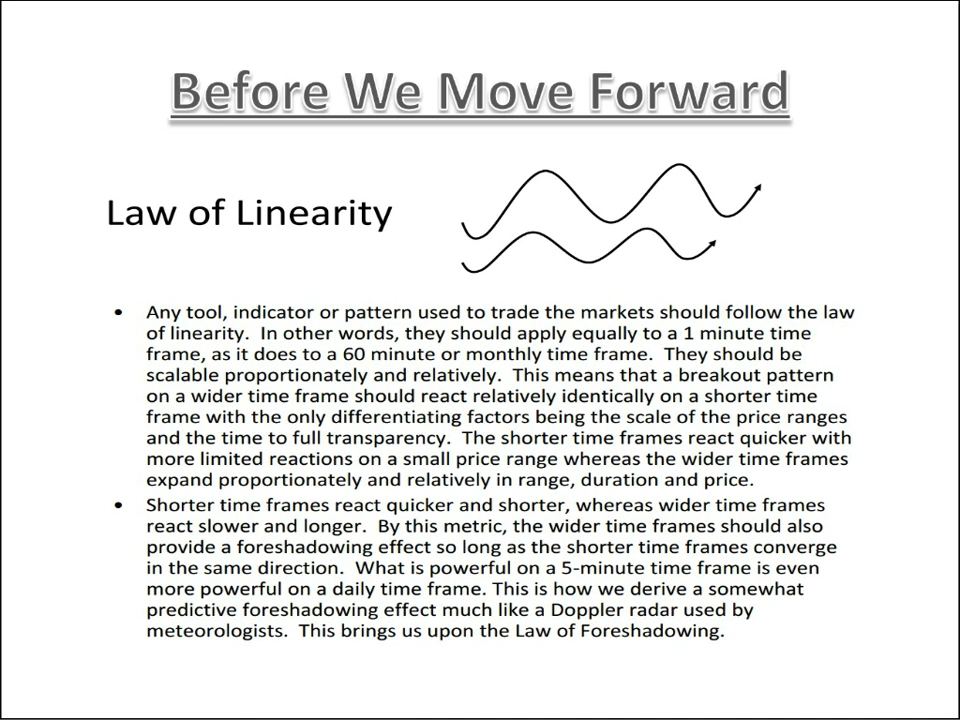 Before We Move Forward
Law of Linearity
• Any tool, indicator or pattern used to trade the markets should follow the law
of linearity.  In other words, they should apply equally to a 1 minute time
frame, as it does to a 60 minute or monthly time frame.  They should be
scalable proportionately and relatively.  This means that a breakout pattern
on a wider time frame should react relatively identically on a shorter time
frame with the only differentiating factors being the scale of the price ranges
and the time to full transparency.  The shorter time frames react quicker with
more limited reactions on a small price range whereas the wider time frames
expand proportionately and relatively in range, duration and price.
• Shorter time frames react quicker and shorter, whereas wider time frames
react slower and longer.  By this metric, the wider time frames should also
provide a foreshadowing effect so long as the shorter time frames converge
in the same direction.  What is powerful on a 5-minute time frame is even
more powerful on a daily time frame. This is how we derive a somewhat
predictive foreshadowing effect much like a Doppler radar used by
meteorologists.  This brings us upon the Law of Foreshadowing.